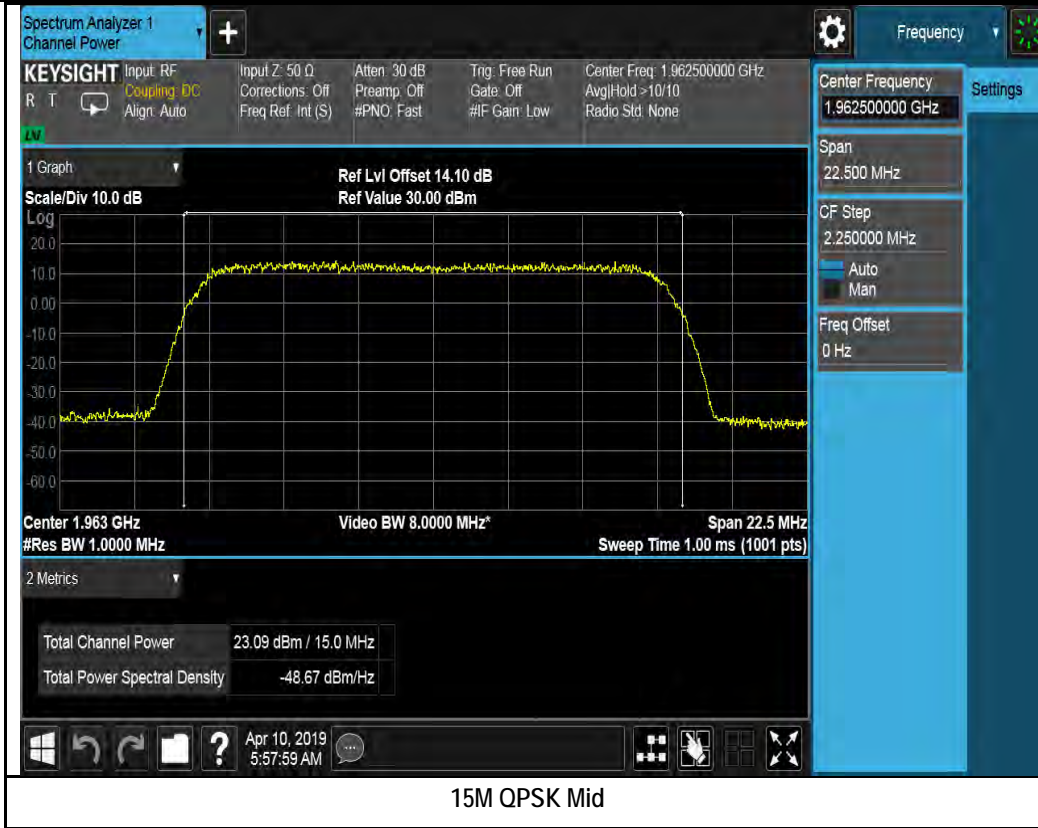 Spectrum Analyzer 1
Channel Power
+
Frequency
KEYSIGHT
R T
LV
Input: RF
Coupling: DC
Align: Auto
Input Z: 50 Ω
Corrections: Off
Freq Ref: Int (S)
Atten: 30 dB
Preamp: Off
#PNO: Fast
Trig: Free Run
Gate: Off
#IF Gain: Low
Center Freq: 1.962500000 GHz
Avg|Hold >10/10
Radio Std: None
Center Frequency
1.962500000 GHz
Settings
Span
22.500 MHz
CF Step
2.250000 MHz
Auto
Man
Freq Offset
0 Hz
1 Graph
Scale/Div 10.0 dB
Ref Lvl Offset 14.10 dB
Ref Value 30.00 dBm
Log
20.0
10.0
0.00
-10.0
-20.0
-30.0
-40.0
-50.0
-60.0
Center 1.963 GHz
#Res BW 1.0000 MHz
Video BW 8.0000 MHz*
Span 22.5 MHz
Sweep Time 1.00 ms (1001 pts)
2 Metrics
Total Channel Power 23.09 dBm / 15.0 MHz
Total Power Spectral Density -48.67 dBm/Hz
?
Apr 10, 2019
5:57:59 AM
15M QPSK Mid